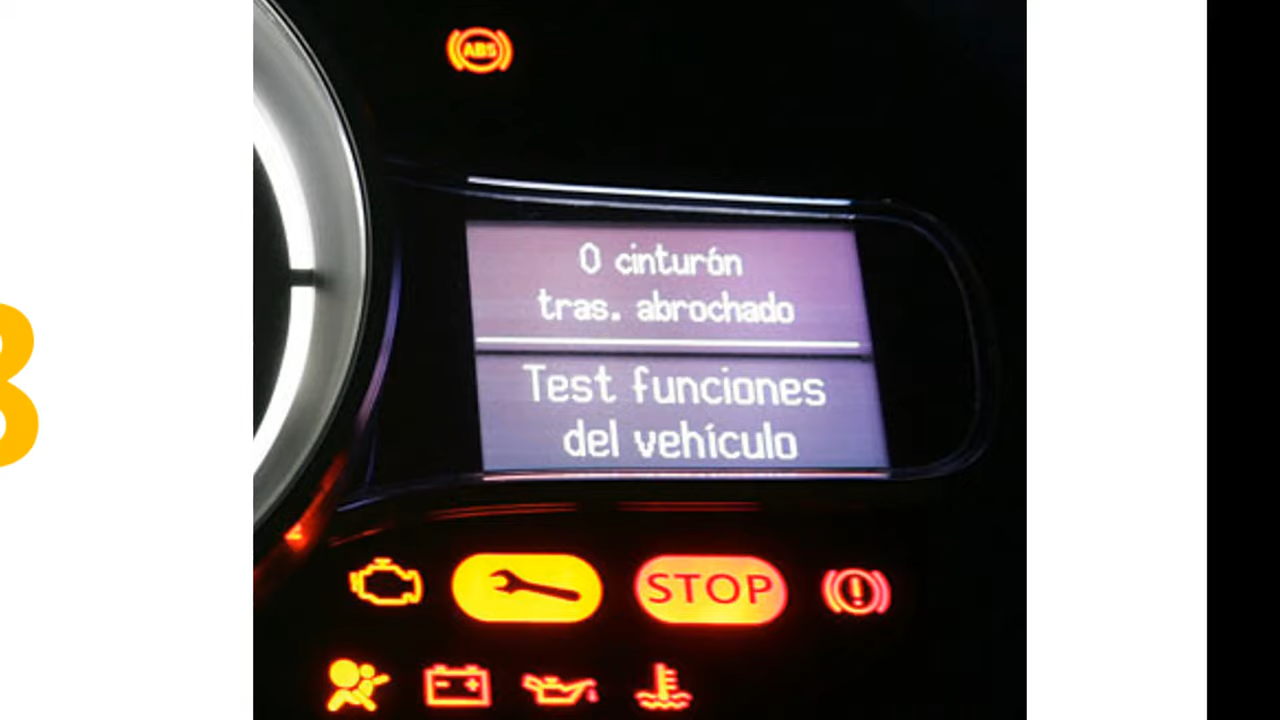 ABS
0 cinturón
tras. abrochado
Test funciones
del vehículo
STOP